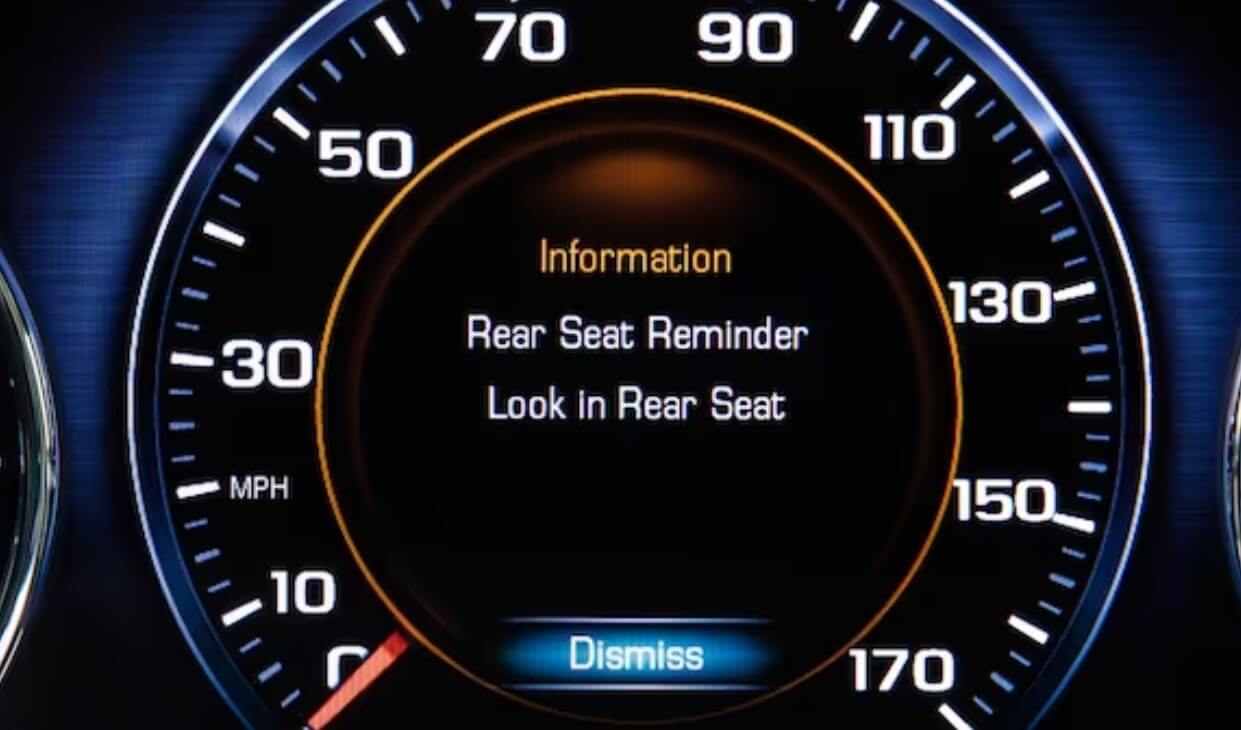 70 90
50 110
Information
130
Rear Seat Reminder
30
Look in Rear Seat
MPH
150
10
0
Dismiss
170